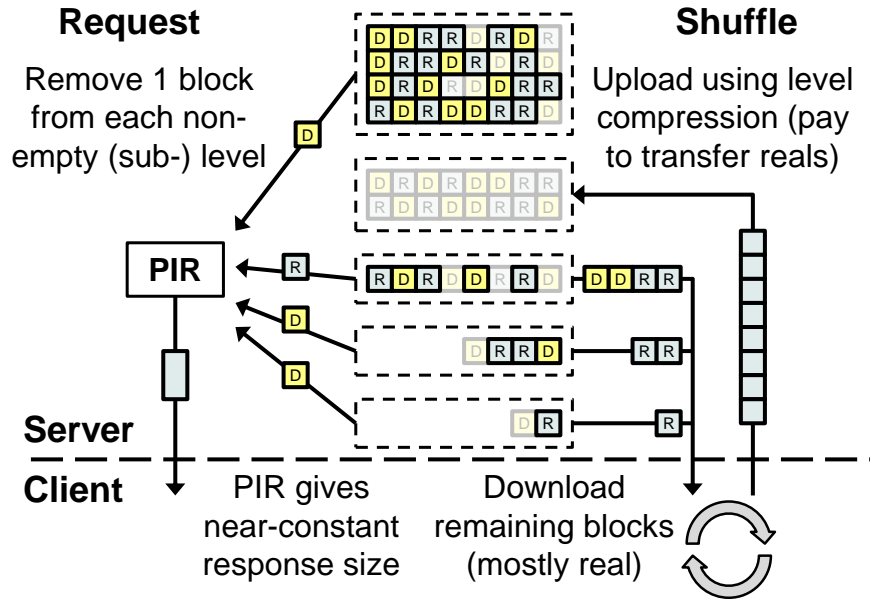 Request
Remove 1 block
from each non-
empty (sub-) level
D D R R D R D R
D R R D R D R D
D R D R D D R R
R D R D D R R D
Shuffle
Upload using level
compression (pay
to transfer reals)
D
D R D R D D R R
R D R D D R R D
PIR
R
R D R D D R R D
D D R R
D
D R R D
R R
D
D R
R
Server
Client
PIR gives
near-constant
response size
Download
remaining blocks
(mostly real)